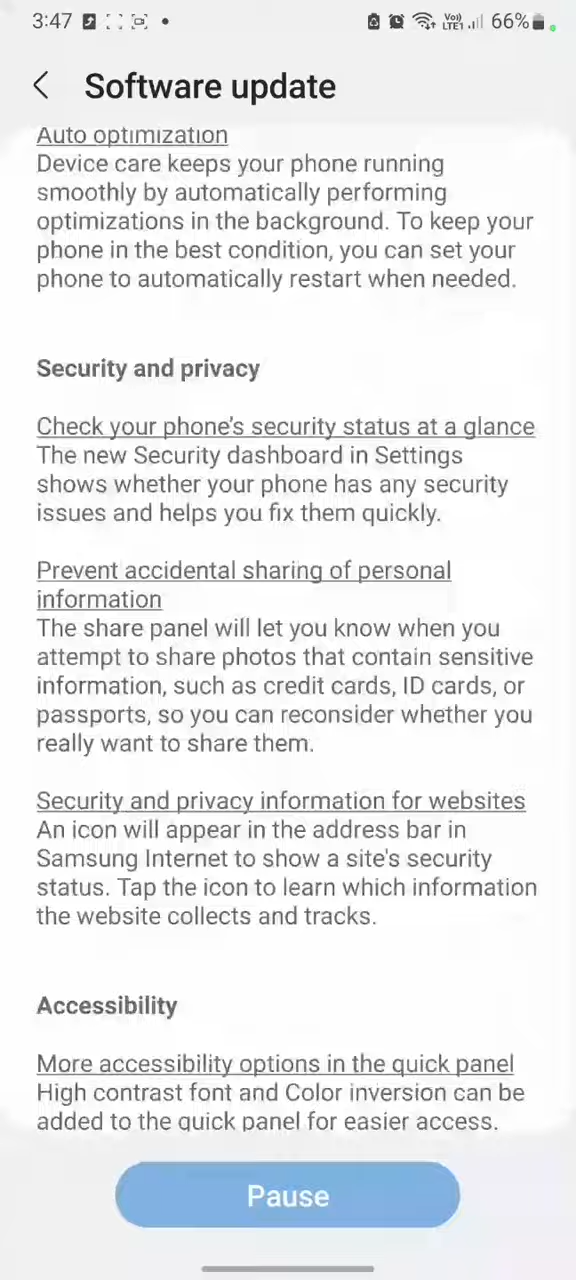 3:47
Vo)) LTE1 66%
Software update
Auto optimization
Device care keeps your phone running
smoothly by automatically performing
optimizations in the background. To keep your
phone in the best condition, you can set your
phone to automatically restart when needed.
Security and privacy
Check your phone's security status at a glance
The new Security dashboard in Settings
shows whether your phone has any security
issues and helps you fix them quickly.
Prevent accidental sharing of personal
information
The share panel will let you know when you
attempt to share photos that contain sensitive
information, such as credit cards, ID cards, or
passports, so you can reconsider whether you
really want to share them.
Security and privacy information for websites
An icon will appear in the address bar in
Samsung Internet to show a site's security
status. Tap the icon to learn which information
the website collects and tracks.
Accessibility
More accessibility options in the quick panel
High contrast font and Color inversion can be
added to the quick panel for easier access.
Pause